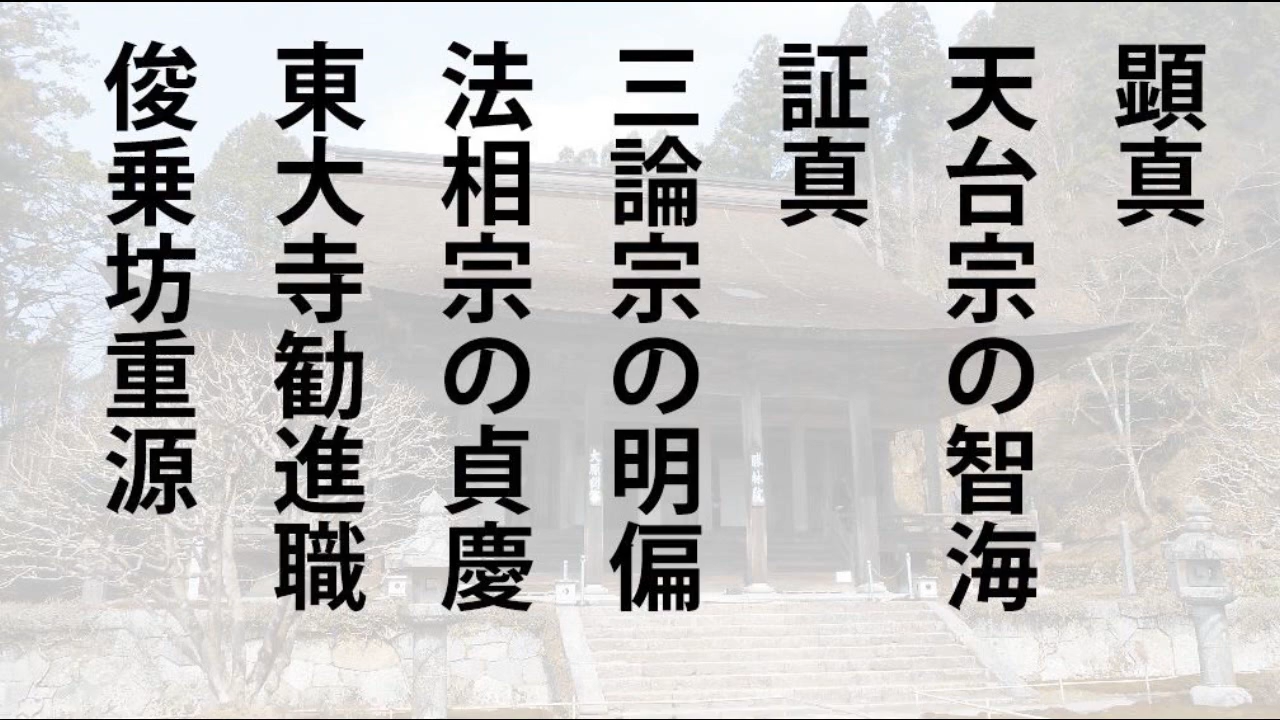 顕真
天台宗の智海
証真
三論宗の明偏
法相宗の貞慶
東大寺勧進職
俊乗坊重源